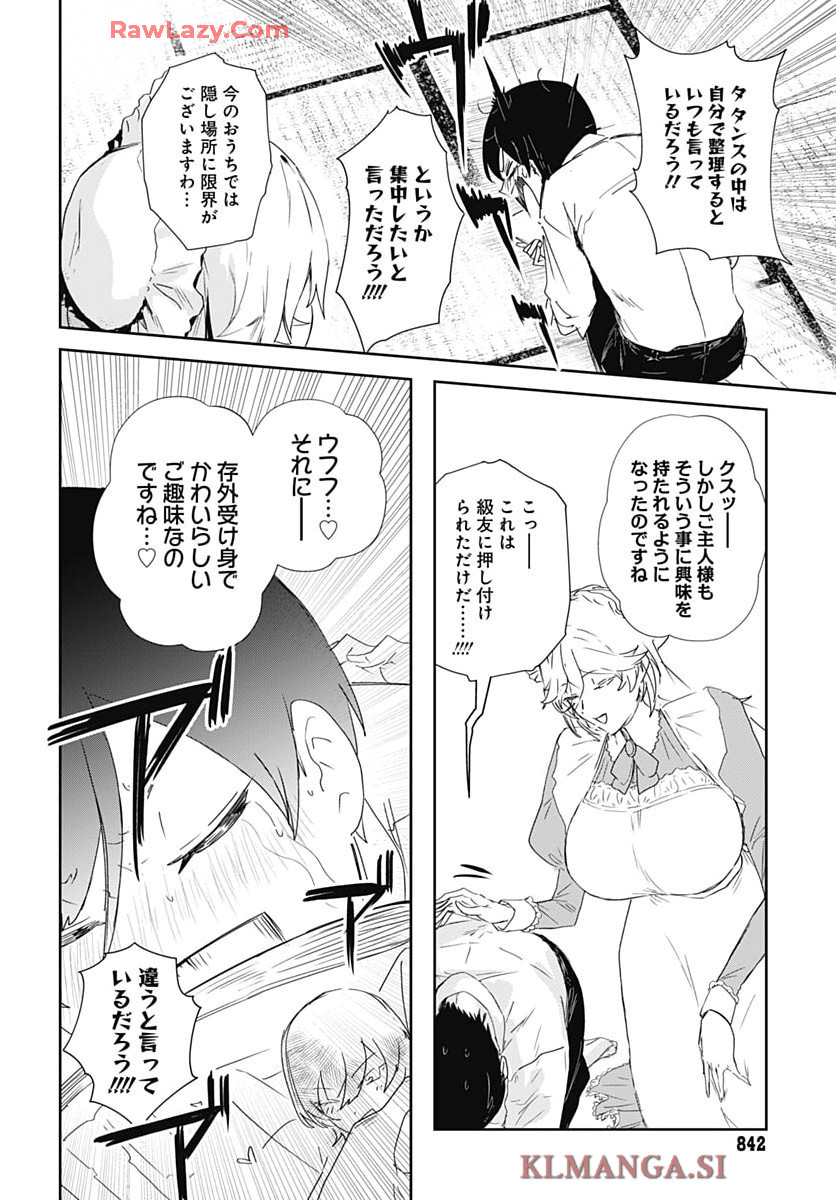 RawLazy.Com
タタンスの中は
自分で整理すると
いつも言って
いるだろう!!
というか
集中したいと
言っただろう!!!!
今のおうちでは
隠し場所に限界が
ございますわ…
クスッ──
しかしご主人様も
そういう事に興味を
持たれるように
なったのですね
こっ──
これは
級友に押し付け
られただけだ……!!!!
ウフフ…♡
それに──
存外受け身で
かわいらしい
ご趣味なの
ですね…♡
違うと言って
いるだろう!!!!
842
KLMANGA.SI